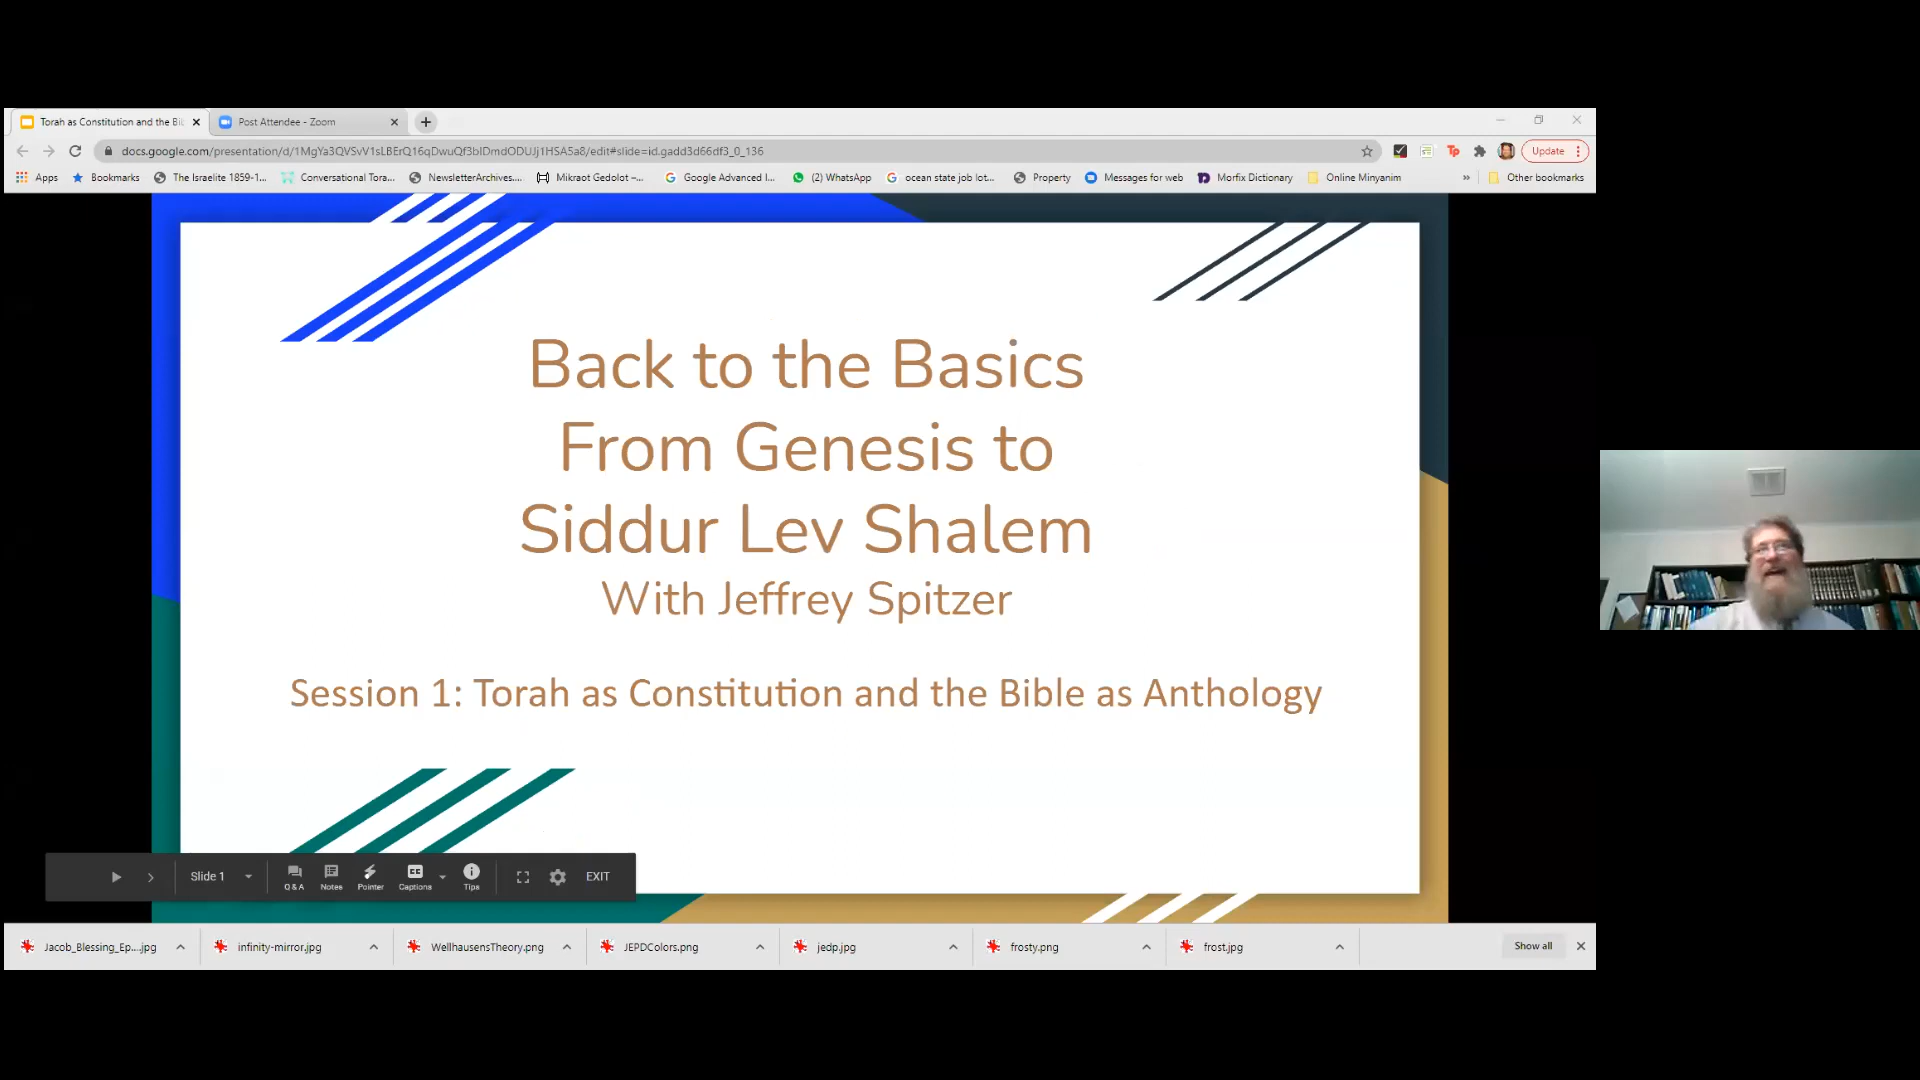 Torah as Constitution and the Bib
Post Attendee - Zoom
docs.google.com/presentation/d/1MgYa3QVSvV1sLBErQ16qDwuQf3bIDmdODUJj1HSA5a8/edit#slide=id.gadd3d66df3_0_136
Update
Apps
Bookmarks
The Israelite 1859-1...
Conversational Tora...
NewsletterArchives....
Mikraot Gedolot –...
Google Advanced I...
(2) WhatsApp
ocean state job lot...
Property
Messages for web
Morfix Dictionary
Online Minyanim
»
Other bookmarks
Back to the Basics
From Genesis to
Siddur Lev Shalem
With Jeffrey Spitzer
Session 1: Torah as Constitution and the Bible as Anthology
Slide 1
Q & A
Notes
Pointer
CC
Captions
Tips
EXIT
Jacob_Blessing_Ep....jpg
infinity-mirror.jpg
WellhausensTheory.png
JEPDColors.png
jedp.jpg
frosty.png
frost.jpg
Show all